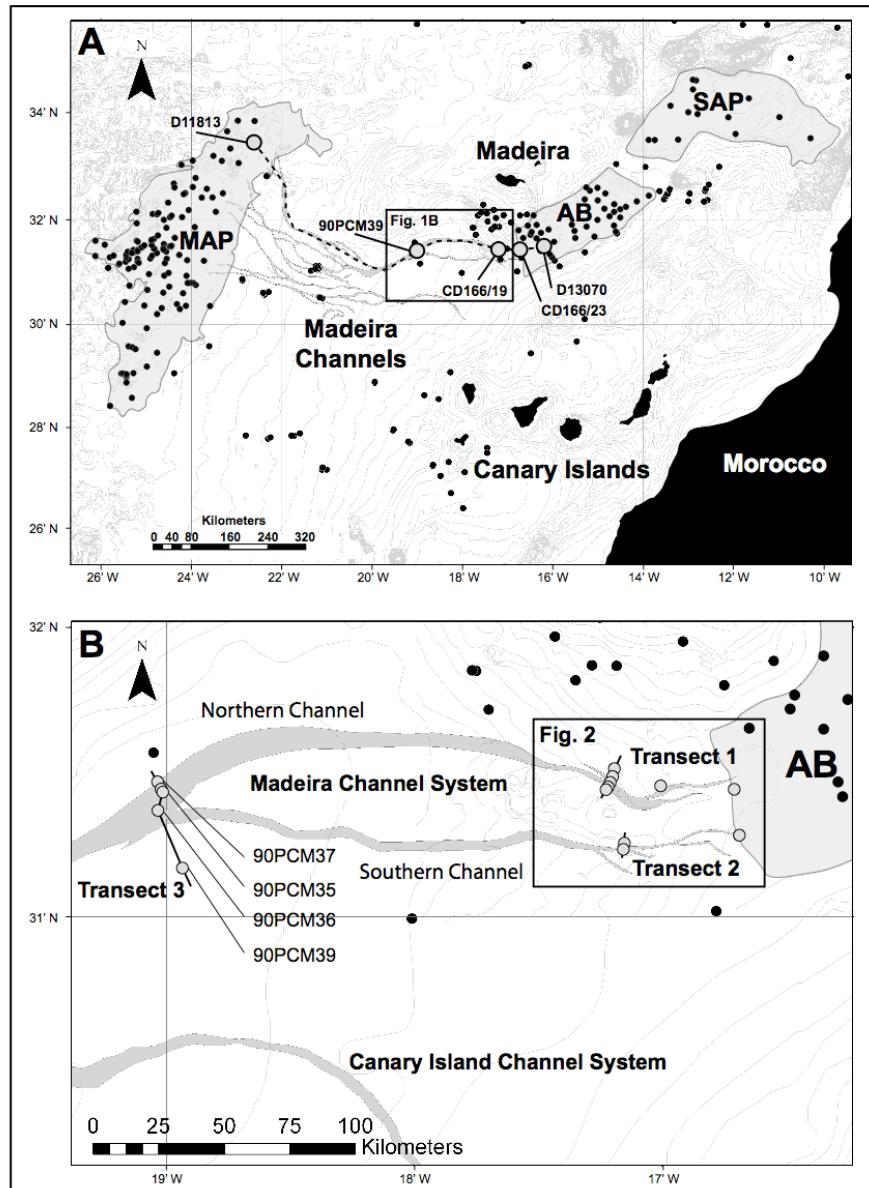 A
N
34' N
32' N
30' N
28' N
26' N
D11813
SAP
Madeira
MAP
90PCM39
Fig. 1B
AB
CD166/19
D13070
CD166/23
Madeira
Channels
Canary Islands
Morocco
Kilometers
0 40 80 160 240 320
26' W 24' W 22' W 20' W 18' W 16' W 14' W 12' W 10' W
B
N
32' N
31' N
Northern Channel
Fig. 2
Transect 1
AB
Madeira Channel System
90PCM37
Southern Channel
Transect 2
90PCM35
Transect 3
90PCM36
90PCM39
Canary Island Channel System
0 25 50 75 100
Kilometers
19' W 18' W 17' W